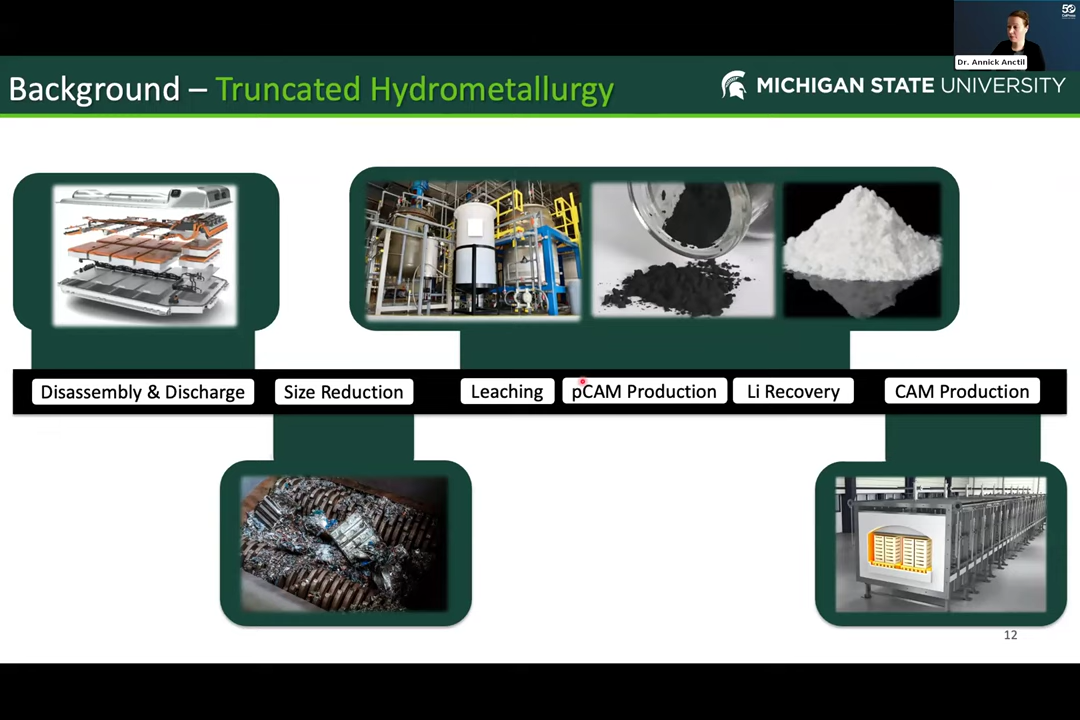 50
Dr. Annick Anctil
Background – Truncated Hydrometallurgy
MICHIGAN STATE UNIVERSITY
Disassembly & Discharge
Size Reduction
Leaching
pCAM Production
Li Recovery
CAM Production
12